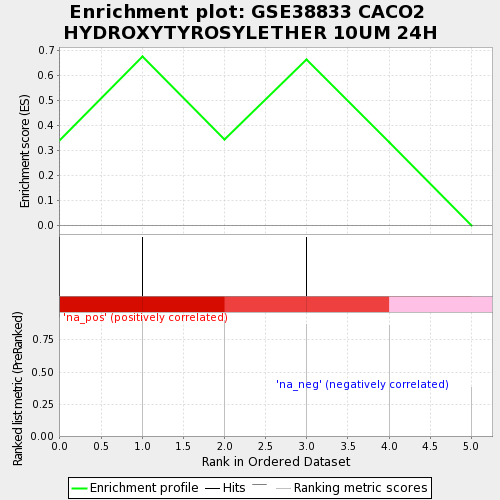 Enrichment plot: GSE38833 CACO2
HYDROXYTYROSYLETHER 10UM 24H
Enrichment score (ES)
0.7
0.6
0.5
0.4
0.3
0.2
0.1
0.0
'na_pos' (positively correlated)
'na_neg' (negatively correlated)
Ranked list metric (PreRanked)
0.75
0.50
0.25
0.00
0.0 0.5 1.0 1.5 2.0 2.5 3.0 3.5 4.0 4.5 5.0
Rank in Ordered Dataset
Enrichment profile Hits Ranking metric scores